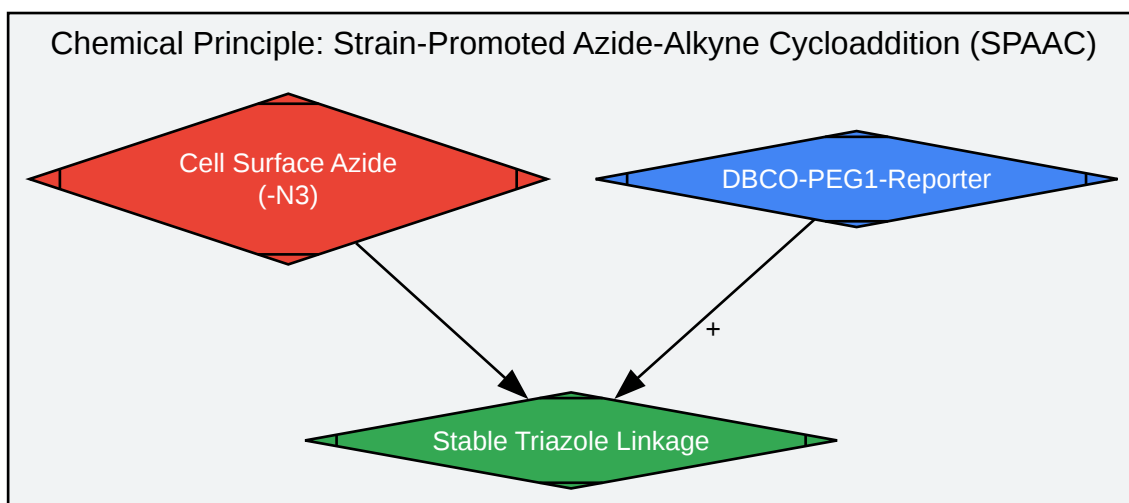 Chemical Principle: Strain-Promoted Azide-Alkyne Cycloaddition (SPAAC)
Cell Surface Azide
(-N3)
DBCO-PEG1-Reporter
+
Stable Triazole Linkage